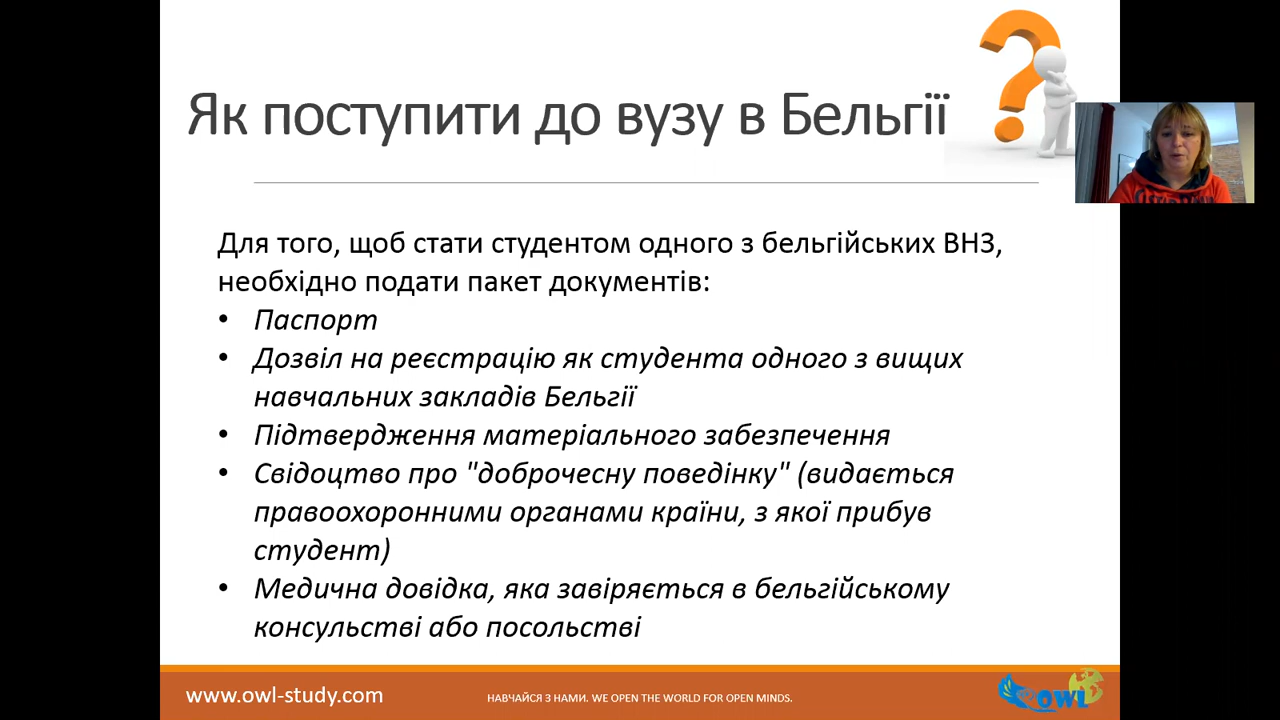 Як поступити до вузу в Бельгії
Для того, щоб стати студентом одного з бельгійських ВНЗ,
необхідно подати пакет документів:
• Паспорт
• Дозвіл на реєстрацію як студента одного з вищих
навчальних закладів Бельгії
• Підтвердження матеріального забезпечення
• Свідоцтво про "доброчесну поведінку" (видається
правоохоронними органами країни, з якої прибув
студент)
• Медична довідка, яка завіряється в бельгійському
консульстві або посольстві
www.owl-study.com
НАВЧАЙСЯ З НАМИ. WE OPEN THE WORLD FOR OPEN MINDS.
OWL